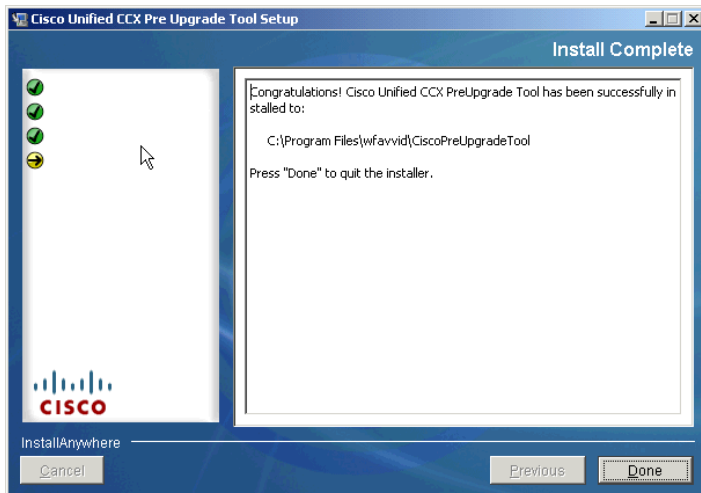 Cisco Unified CCX Pre Upgrade Tool Setup
Install Complete
Congratulations! Cisco Unified CCX PreUpgrade Tool has been successfully in
stalled to:
C:\Program Files\wfavvid\CiscoPreUpgradeTool
Press "Done" to quit the installer.
CISCO
InstallAnywhere
Cancel
Previous
Done